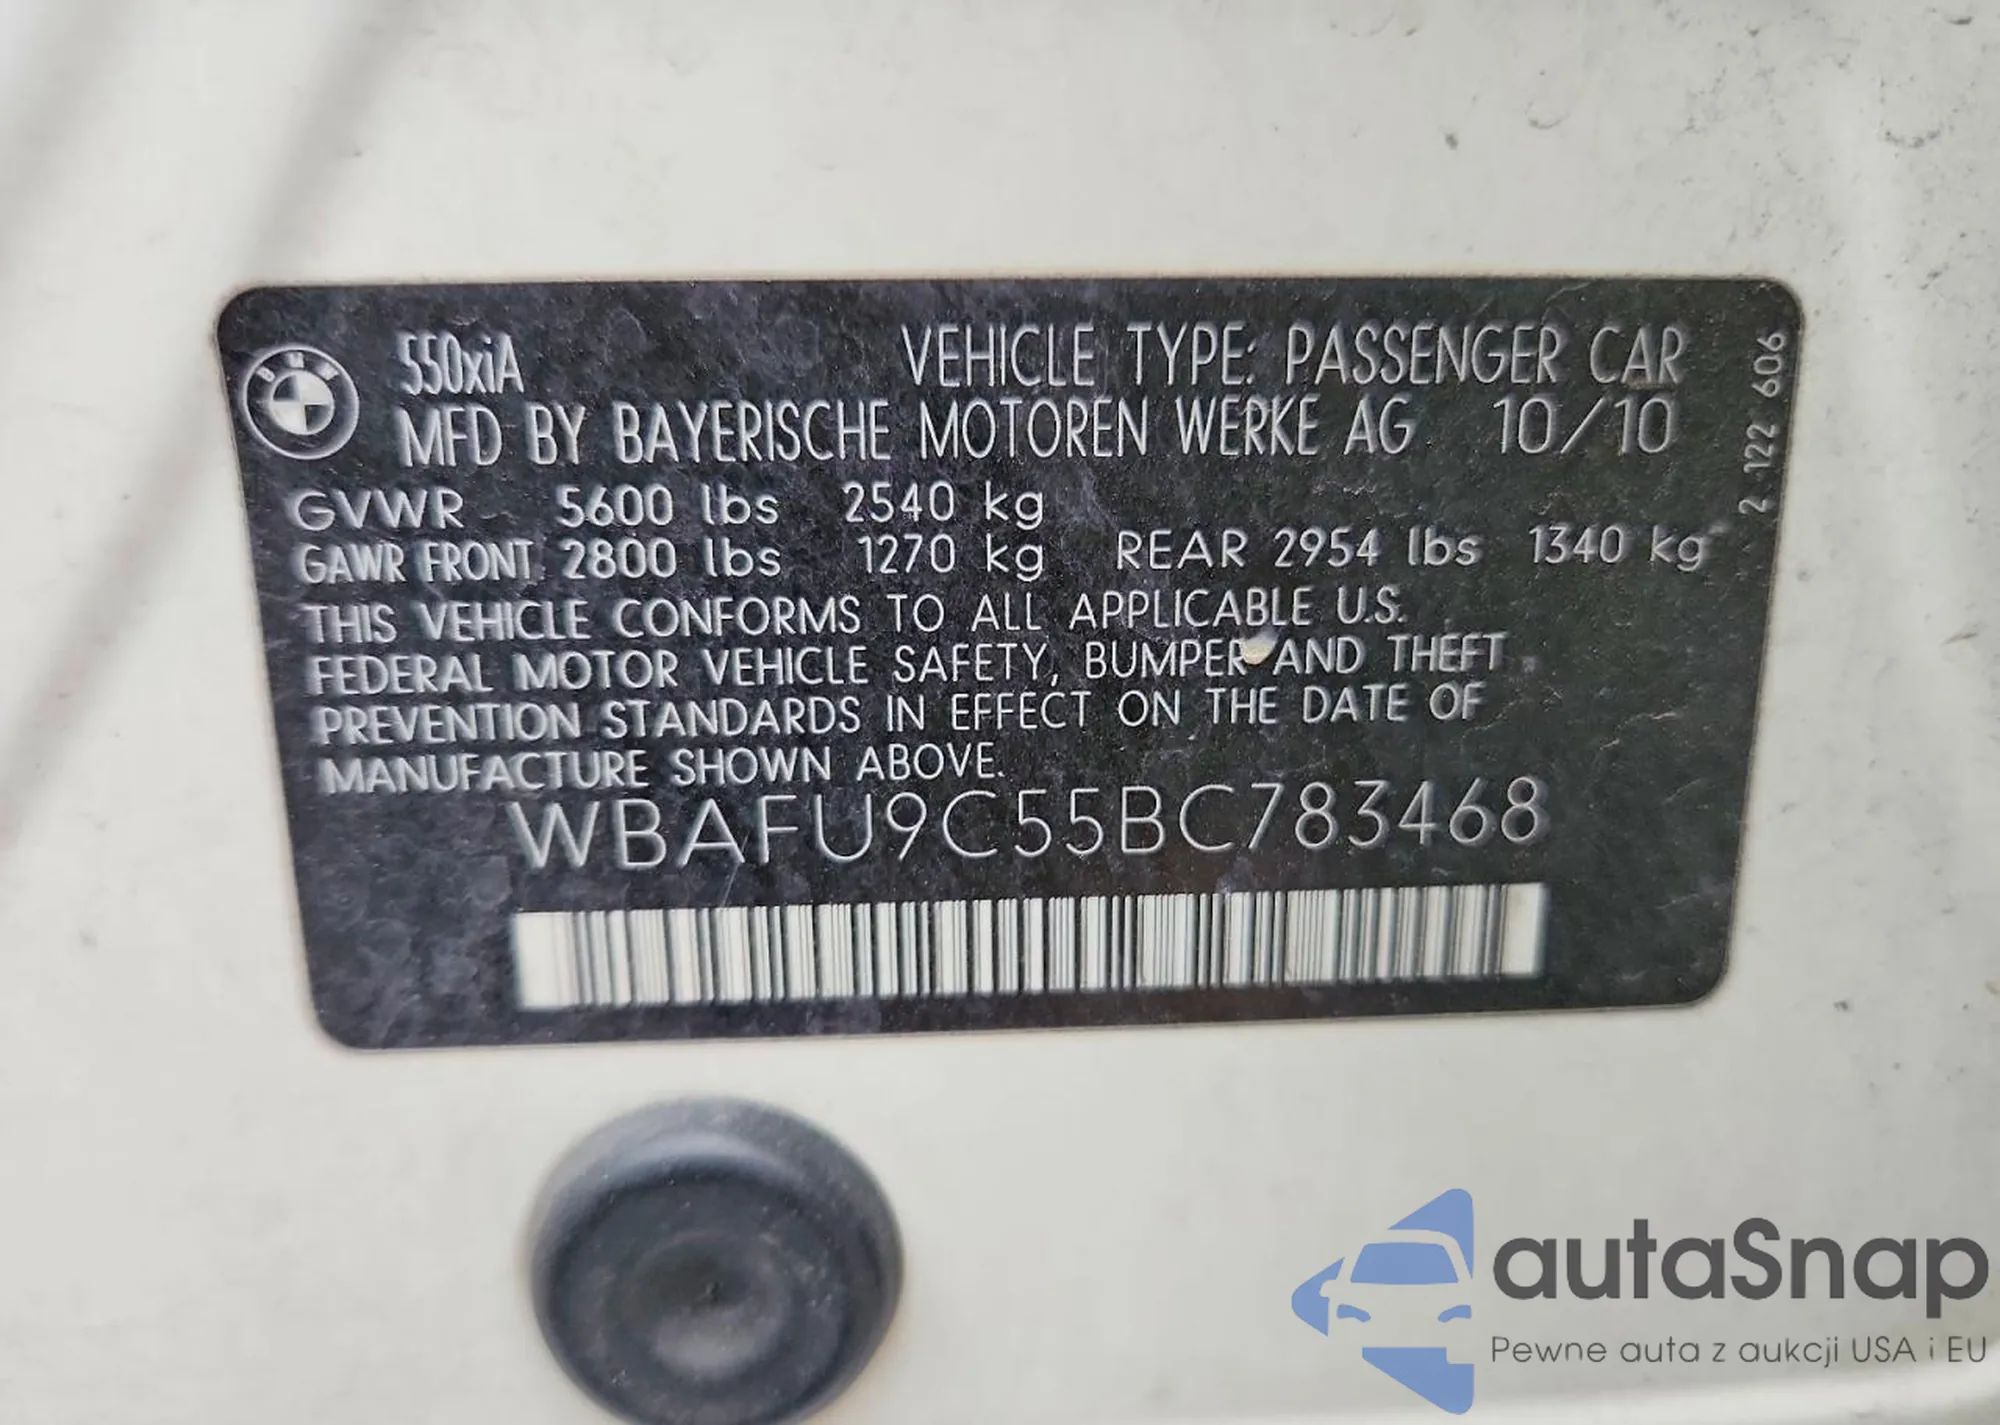 BMW
550xiA
VEHICLE TYPE: PASSENGER CAR
MFD BY BAYERISCHE MOTOREN WERKE AG 10/10
GVWR 5600 lbs 2540 kg
GAWR FRONT 2800 lbs 1270 kg REAR 2954 lbs 1340 kg
THIS VEHICLE CONFORMS TO ALL APPLICABLE U.S.
FEDERAL MOTOR VEHICLE SAFETY, BUMPER AND THEFT
PREVENTION STANDARDS IN EFFECT ON THE DATE OF
MANUFACTURE SHOWN ABOVE.
WBAFU9C55BC783468
2 122 606
autaSnap
Pewne auta z aukcji USA i EU